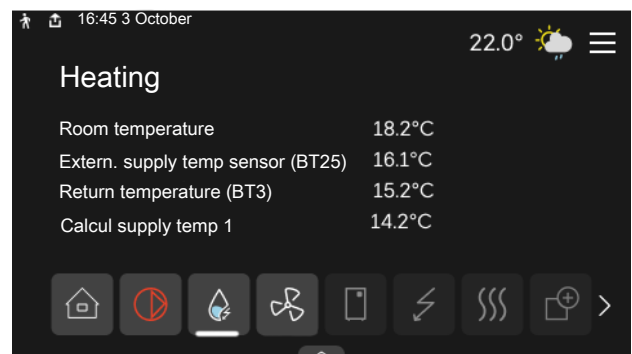 16:45 3 October
22.0°
Heating
Room temperature 18.2°C
Extern. supply temp sensor (BT25) 16.1°C
Return temperature (BT3) 15.2°C
Calcul supply temp 1 14.2°C